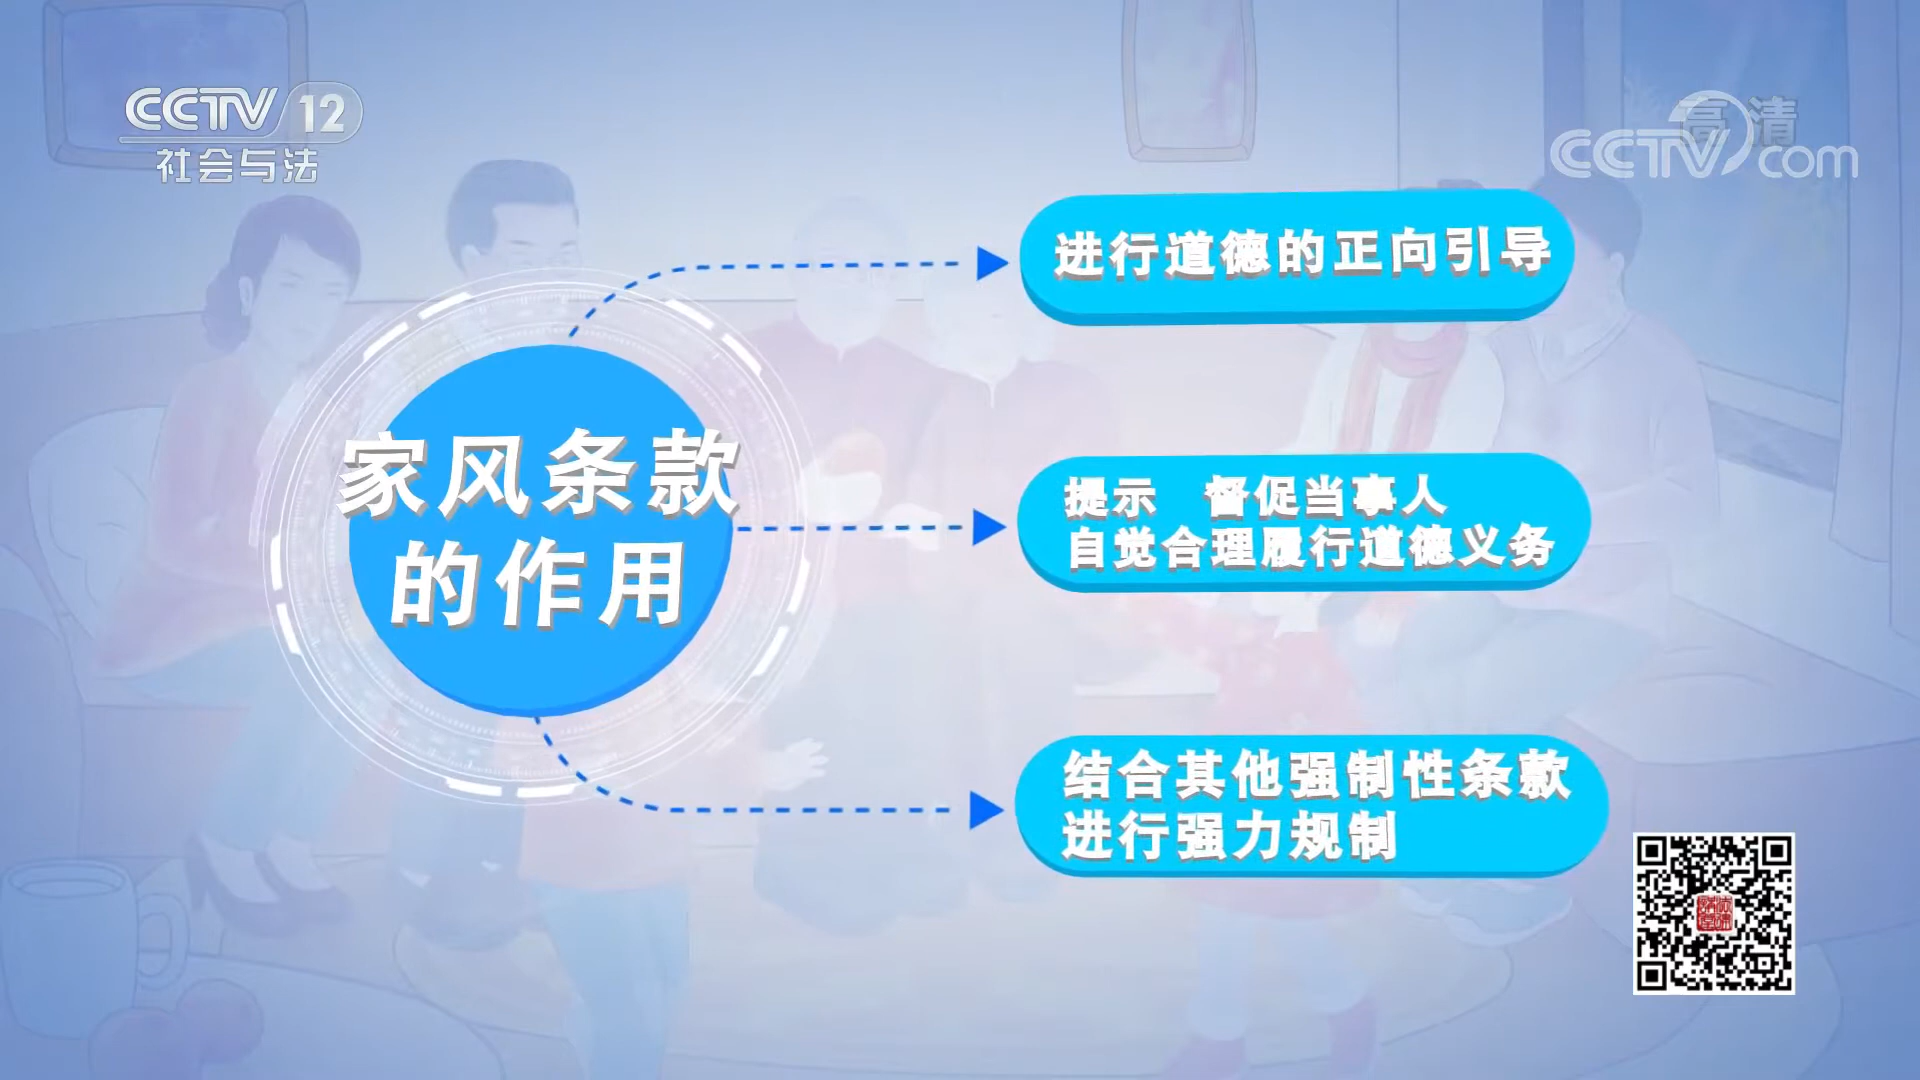 CCTV 12
社会与法
高清
CCTV.com
家风条款
的作用
进行道德的正向引导
提示 督促当事人
自觉合理履行道德义务
结合其他强制性条款
进行强力规制